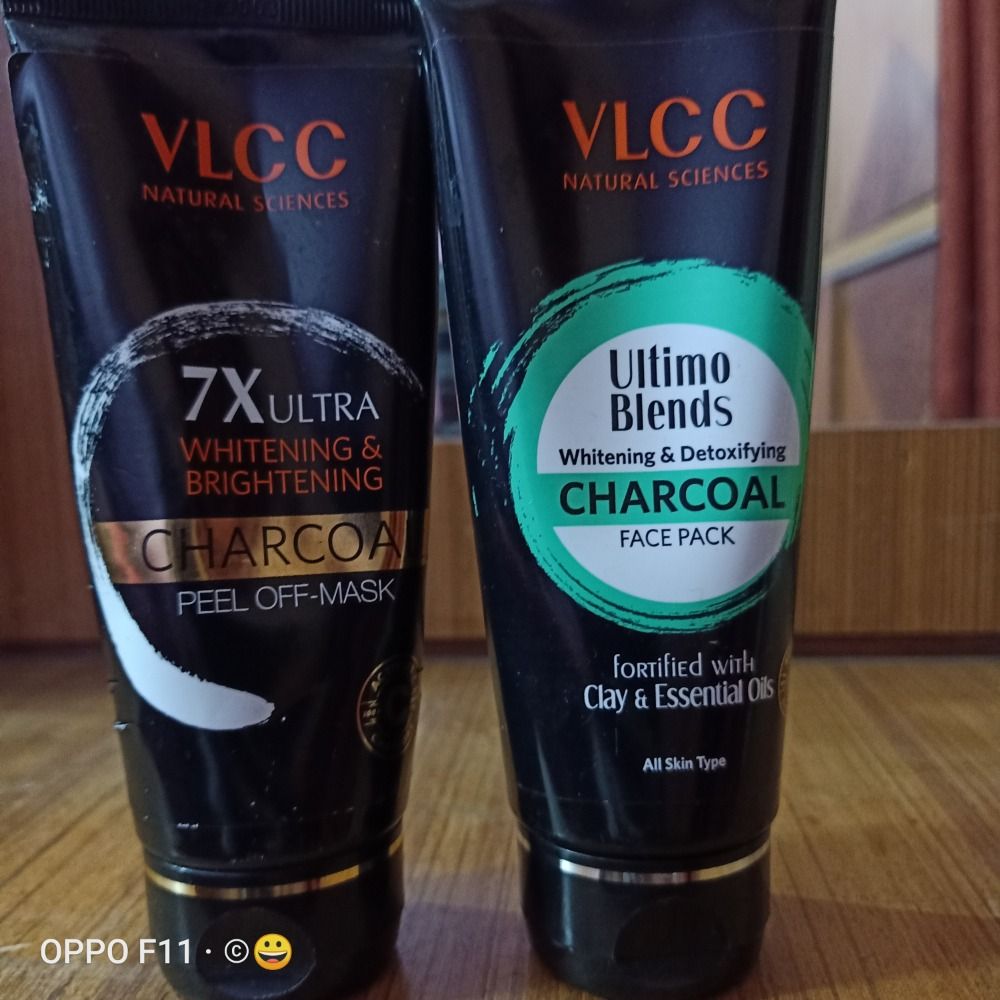 VLCC
NATURAL SCIENCES
7X ULTRA
WHITENING &
BRIGHTENING
CHARCOA
PEEL OFF-MASK
VLCC
NATURAL SCIENCES
Ultimo
Blends
Whitening & Detoxifying
CHARCOAL
FACE PACK
fortified with
Clay & Essential Oils
All Skin Type
OPPO F11 · ©😀